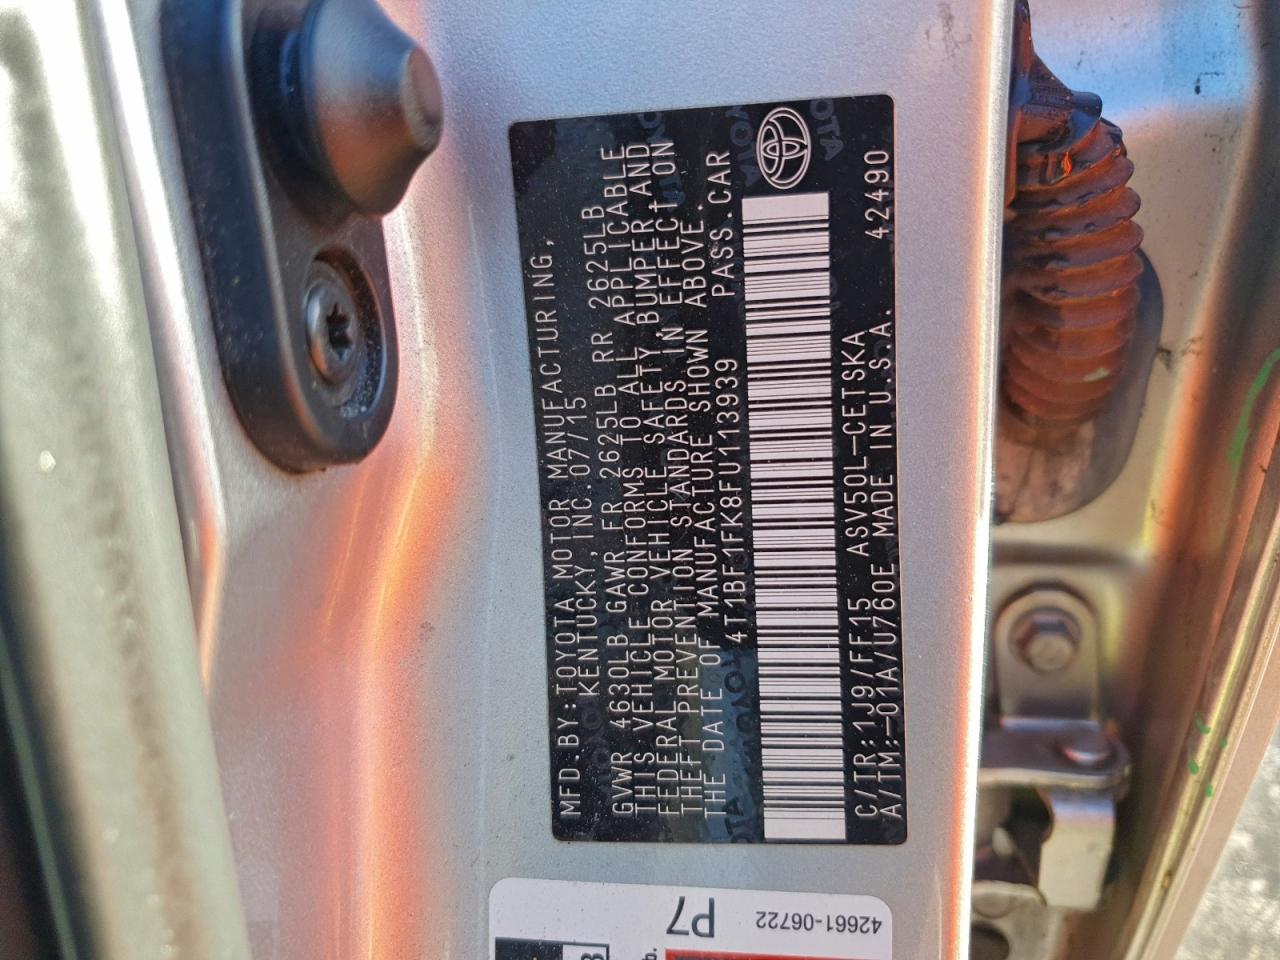 MFD.BY:TOYOTA MOTOR MANUFACTURING,
KENTUCKY, INC 07/15
GVWR 4630LB GAWR FR 2625LB RR 2625LB
THIS VEHICLE CONFORMS TO ALL APPLICABLE
FEDERAL MOTOR VEHICLE SAFETY,BUMPER AND
THEFT PREVENTION STANDARDS IN EFFECT ON
THE DATE OF MANUFACTURE SHOWN ABOVE.
4T1BF1FK8FU113939 PASS.CAR
C/TR:1J9/FF15 ASV50L-CETSKA 42490
A/TM:-01A/U760E MADE IN U.S.A.
P7
42661-06722